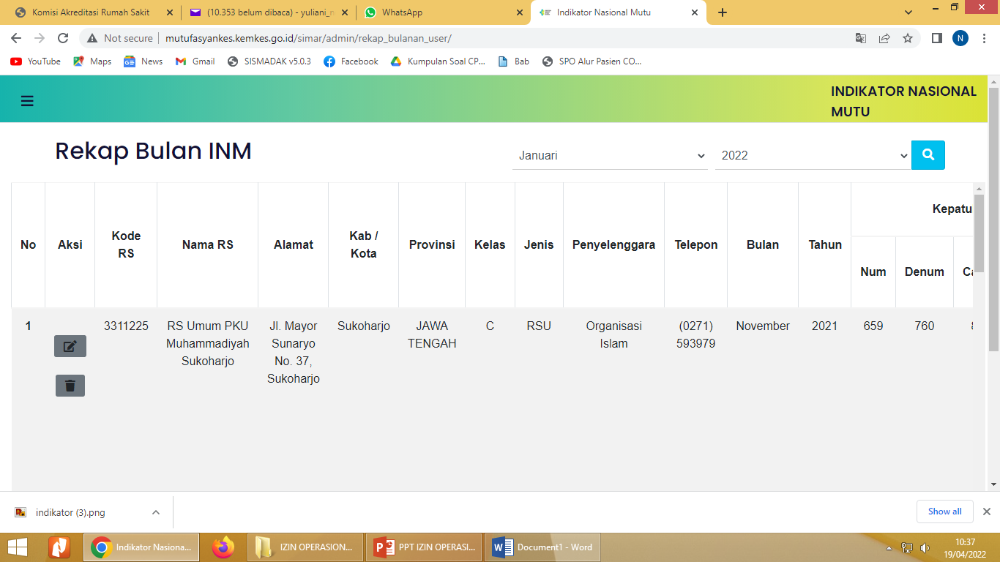 Komisi Akreditasi Rumah Sakit
(10.353 belum dibaca) - yuliani_n
WhatsApp
Indikator Nasional Mutu
Not secure
mutufasyankes.kemkes.go.id/simar/admin/rekap_bulanan_user/
N
YouTube
Maps
News
Gmail
SISMADAK v5.0.3
Facebook
Kumpulan Soal CP...
Bab
SPO Alur Pasien CO...
INDIKATOR NASIONAL
MUTU
Rekap Bulan INM
Januari
2022
No
Aksi
Kode
RS
Nama RS
Alamat
Kab /
Kota
Provinsi
Kelas
Jenis
Penyelenggara
Telepon
Bulan
Tahun
Kepatu
Num
Denum
Ca
1
3311225
RS Umum PKU
Muhammadiyah
Sukoharjo
Jl. Mayor
Sunaryo
No. 37,
Sukoharjo
Sukoharjo
JAWA
TENGAH
C
RSU
Organisasi
Islam
(0271)
593979
November
2021
659
760
indikator (3).png
Show all
Indikator Nasiona...
IZIN OPERASION...
PPT IZIN OPERASI...
Document1 - Word
10:37
19/04/2022